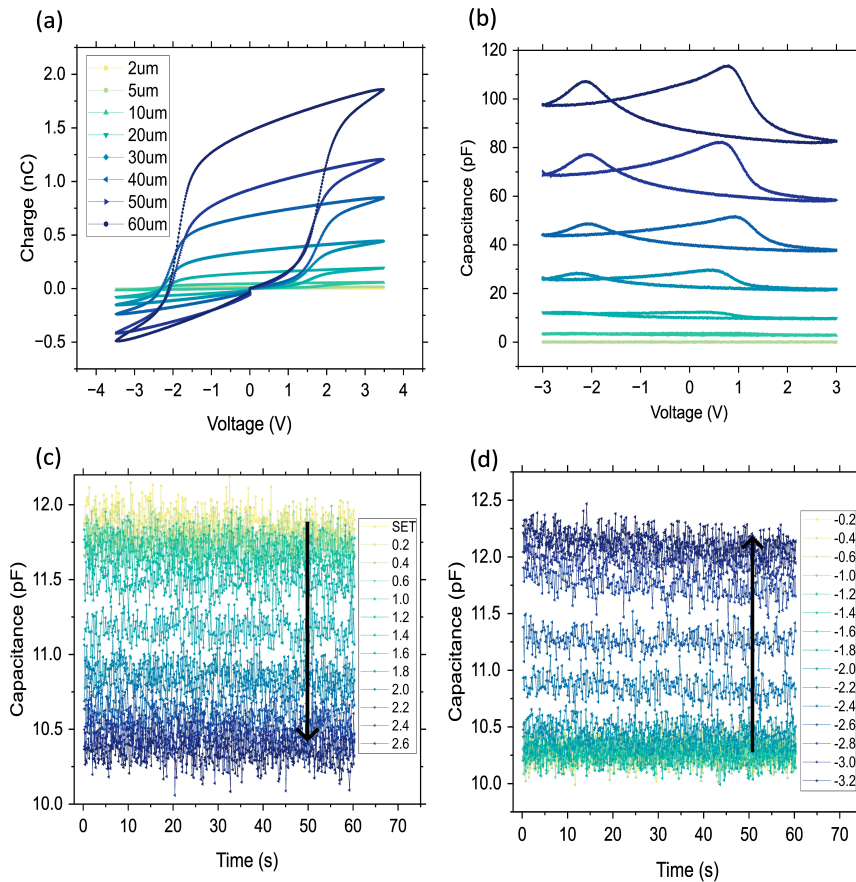 (a)
2.0
1.5
1.0
0.5
0.0
−0.5
Charge (nC)
2um
5um
10um
20um
30um
40um
50um
60um
−4 −3 −2 −1 0 1 2 3 4
Voltage (V)
(b)
120
100
80
60
40
20
0
Capacitance (pF)
−3 −2 −1 0 1 2 3
Voltage (V)
(c)
12.0
11.5
11.0
10.5
10.0
Capacitance (pF)
SET
0.2
0.4
0.6
1.0
1.2
1.4
1.6
1.8
2.0
2.2
2.4
2.6
0 10 20 30 40 50 60 70
Time (s)
(d)
12.5
12.0
11.5
11.0
10.5
10.0
Capacitance (pF)
-0.2
-0.4
-0.6
-1.0
-1.2
-1.4
-1.6
-1.8
-2.0
-2.2
-2.4
-2.6
-2.8
-3.0
-3.2
0 10 20 30 40 50 60 70
Time (s)